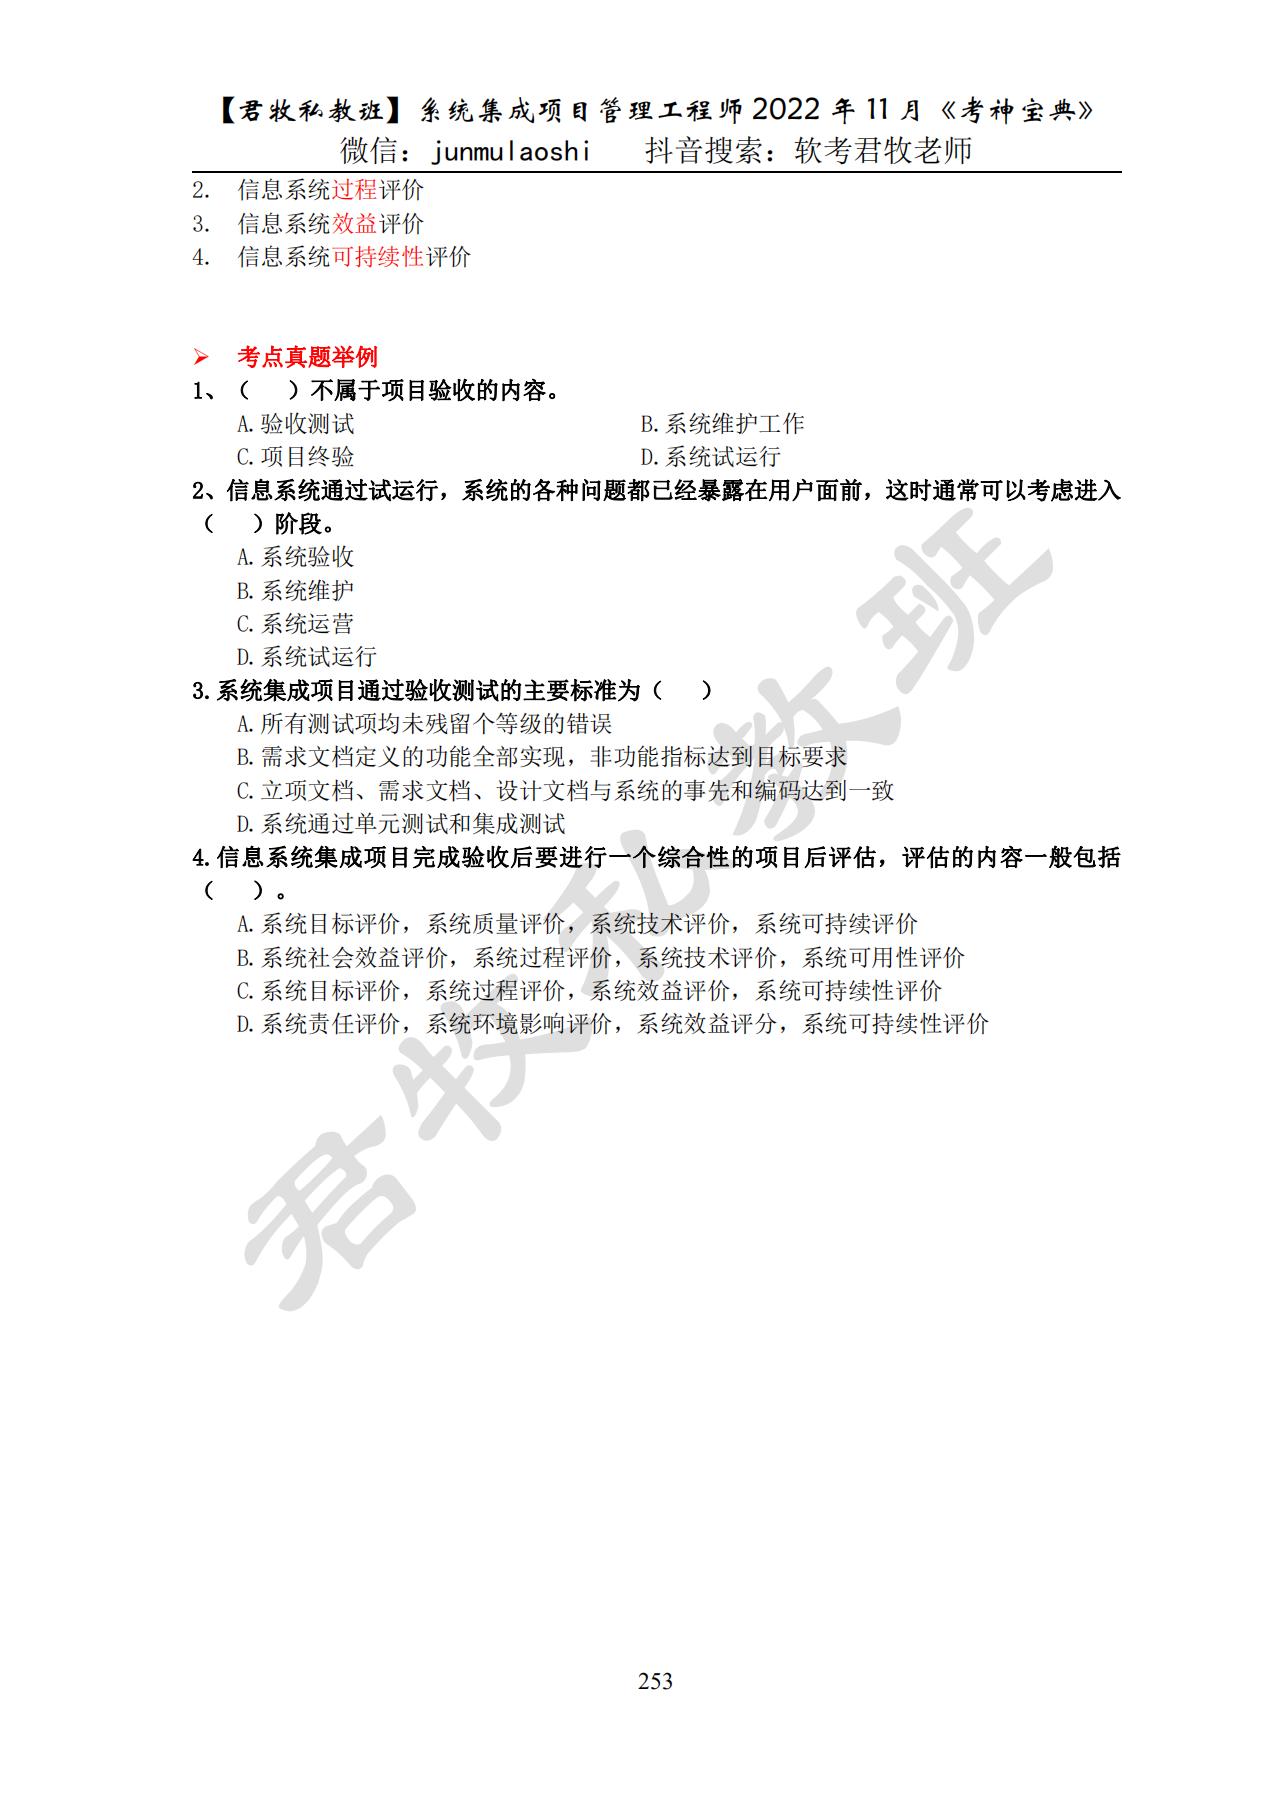 【君牧私教班】系统集成项目管理工程师 2022 年 11 月《考神宝典》
微信：junmulaoshi 抖音搜索：软考君牧老师
2. 信息系统过程评价
3. 信息系统效益评价
4. 信息系统可持续性评价
➢ 考点真题举例
1、（ ）不属于项目验收的内容。
A.验收测试 B.系统维护工作
C.项目终验 D.系统试运行
2、信息系统通过试运行，系统的各种问题都已经暴露在用户面前，这时通常可以考虑进入
（ ）阶段。
A.系统验收
B.系统维护
C.系统运营
D.系统试运行
3.系统集成项目通过验收测试的主要标准为（ ）
A.所有测试项均未残留个等级的错误
B.需求文档定义的功能全部实现，非功能指标达到目标要求
C.立项文档、需求文档、设计文档与系统的事先和编码达到一致
D.系统通过单元测试和集成测试
4.信息系统集成项目完成验收后要进行一个综合性的项目后评估，评估的内容一般包括
（ ）。
A.系统目标评价，系统质量评价，系统技术评价，系统可持续评价
B.系统社会效益评价，系统过程评价，系统技术评价，系统可用性评价
C.系统目标评价，系统过程评价，系统效益评价，系统可持续性评价
D.系统责任评价，系统环境影响评价，系统效益评分，系统可持续性评价
君牧私教班
253